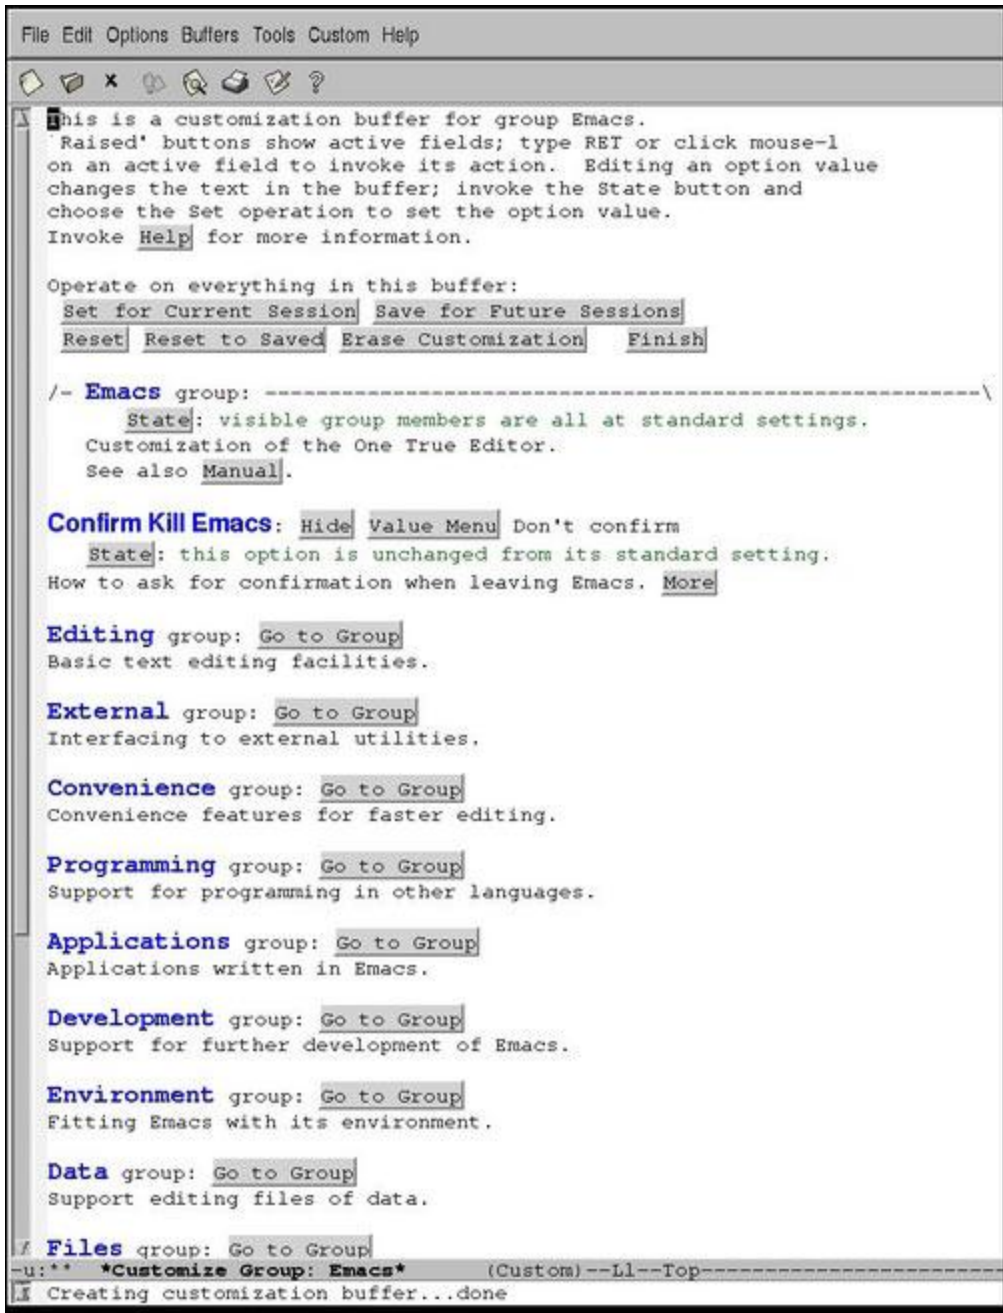 File Edit Options Buffers Tools Custom Help
This is a customization buffer for group Emacs.
`Raised' buttons show active fields; type RET or click mouse-1
on an active field to invoke its action.  Editing an option value
changes the text in the buffer; invoke the State button and
choose the Set operation to set the option value.
Invoke Help for more information.
Operate on everything in this buffer:
Set for Current Session Save for Future Sessions
Reset Reset to Saved Erase Customization Finish
/- Emacs group: ---------------------------------------------------\
State: visible group members are all at standard settings.
Customization of the One True Editor.
See also Manual.
Confirm Kill Emacs: Hide Value Menu Don't confirm
State: this option is unchanged from its standard setting.
How to ask for confirmation when leaving Emacs. More
Editing group: Go to Group
Basic text editing facilities.
External group: Go to Group
Interfacing to external utilities.
Convenience group: Go to Group
Convenience features for faster editing.
Programming group: Go to Group
Support for programming in other languages.
Applications group: Go to Group
Applications written in Emacs.
Development group: Go to Group
Support for further development of Emacs.
Environment group: Go to Group
Fitting Emacs with its environment.
Data group: Go to Group
Support editing files of data.
Files group: Go to Group
-u:** *Customize Group: Emacs* (Custom)--L1--Top-----------------------
Creating customization buffer...done